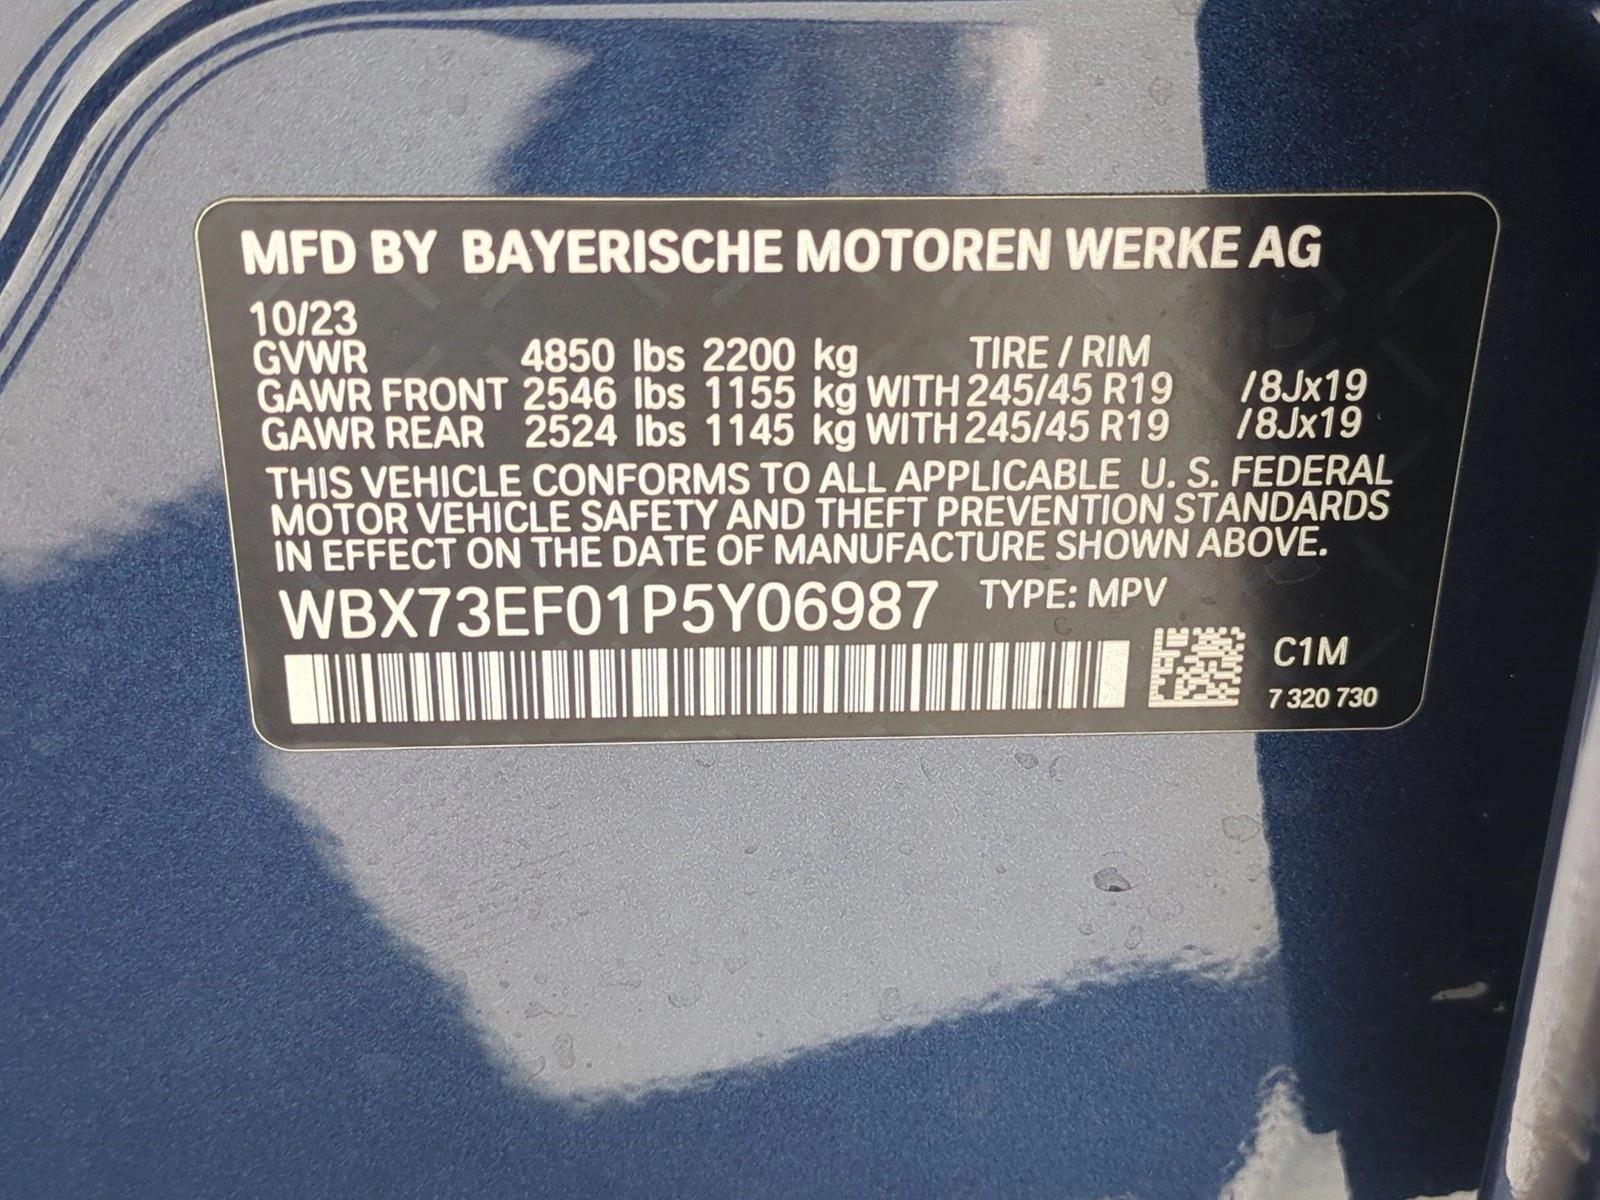 MFD BY BAYERISCHE MOTOREN WERKE AG
10/23
GVWR 4850 lbs 2200 kg TIRE / RIM
GAWR FRONT 2546 lbs 1155 kg WITH 245/45 R19 /8Jx19
GAWR REAR 2524 lbs 1145 kg WITH 245/45 R19 /8Jx19
THIS VEHICLE CONFORMS TO ALL APPLICABLE U. S. FEDERAL
MOTOR VEHICLE SAFETY AND THEFT PREVENTION STANDARDS
IN EFFECT ON THE DATE OF MANUFACTURE SHOWN ABOVE.
WBX73EF01P5Y06987 TYPE: MPV
C1M
7 320 730